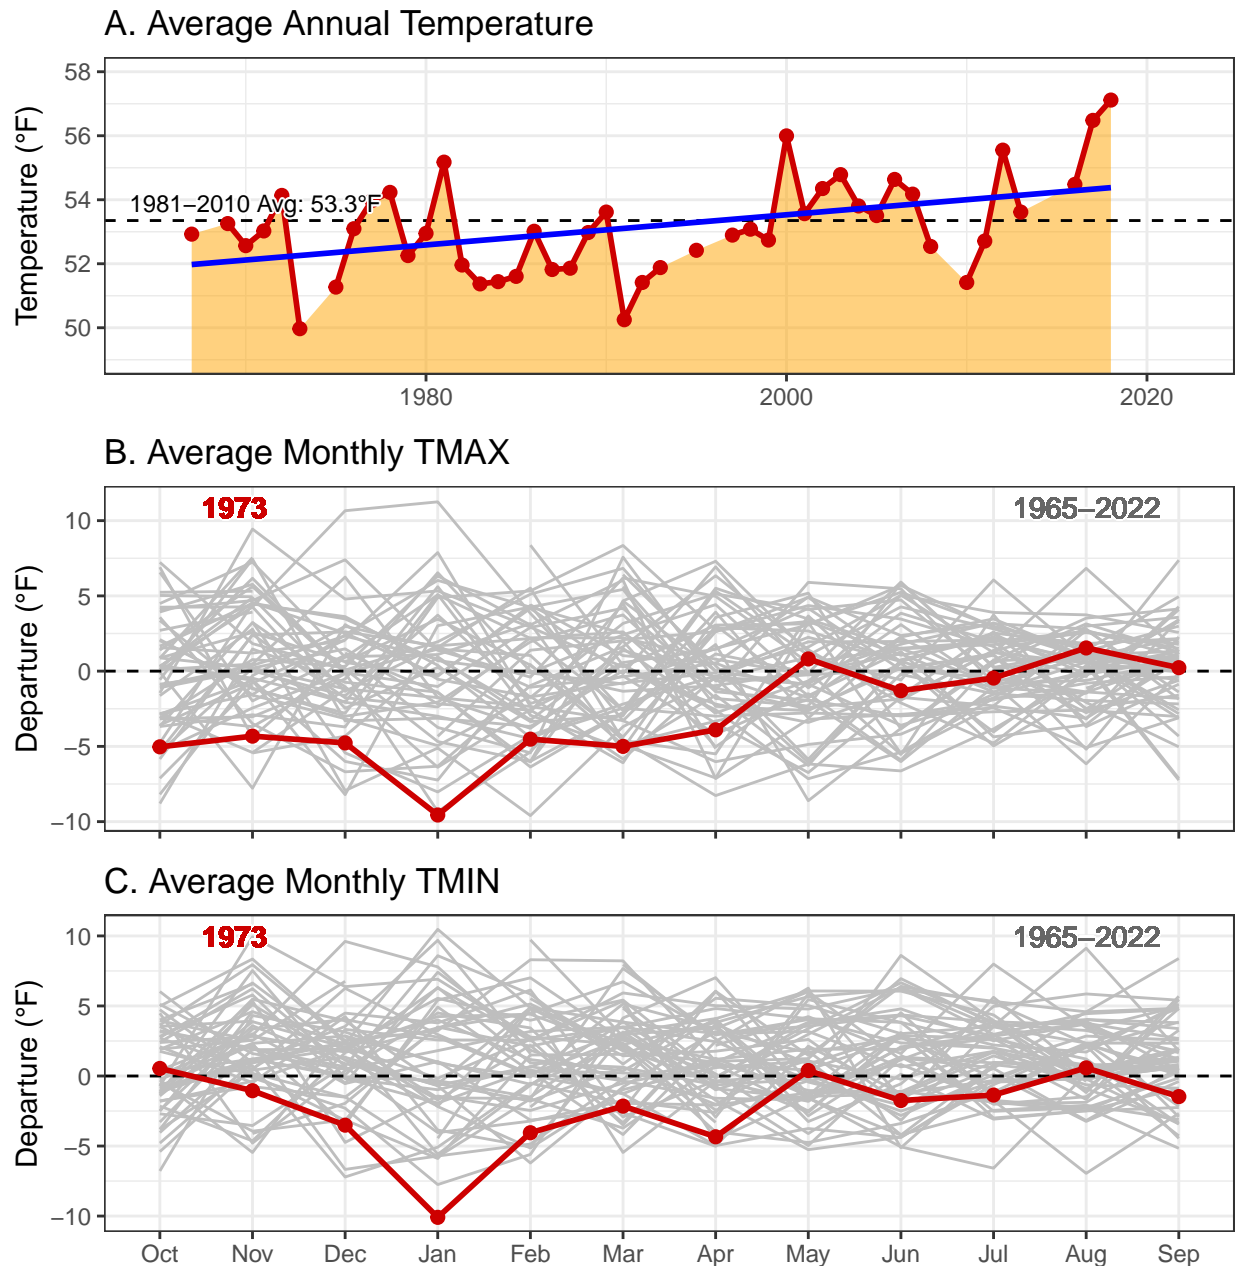 A. Average Annual Temperature
Temperature (°F)
58
56
54
52
50
1981–2010 Avg: 53.3°F
1980
2000
2020
B. Average Monthly TMAX
Departure (°F)
10
5
0
−5
−10
1973
1965–2022
C. Average Monthly TMIN
Departure (°F)
10
5
0
−5
−10
1973
1965–2022
Oct Nov Dec Jan Feb Mar Apr May Jun Jul Aug Sep